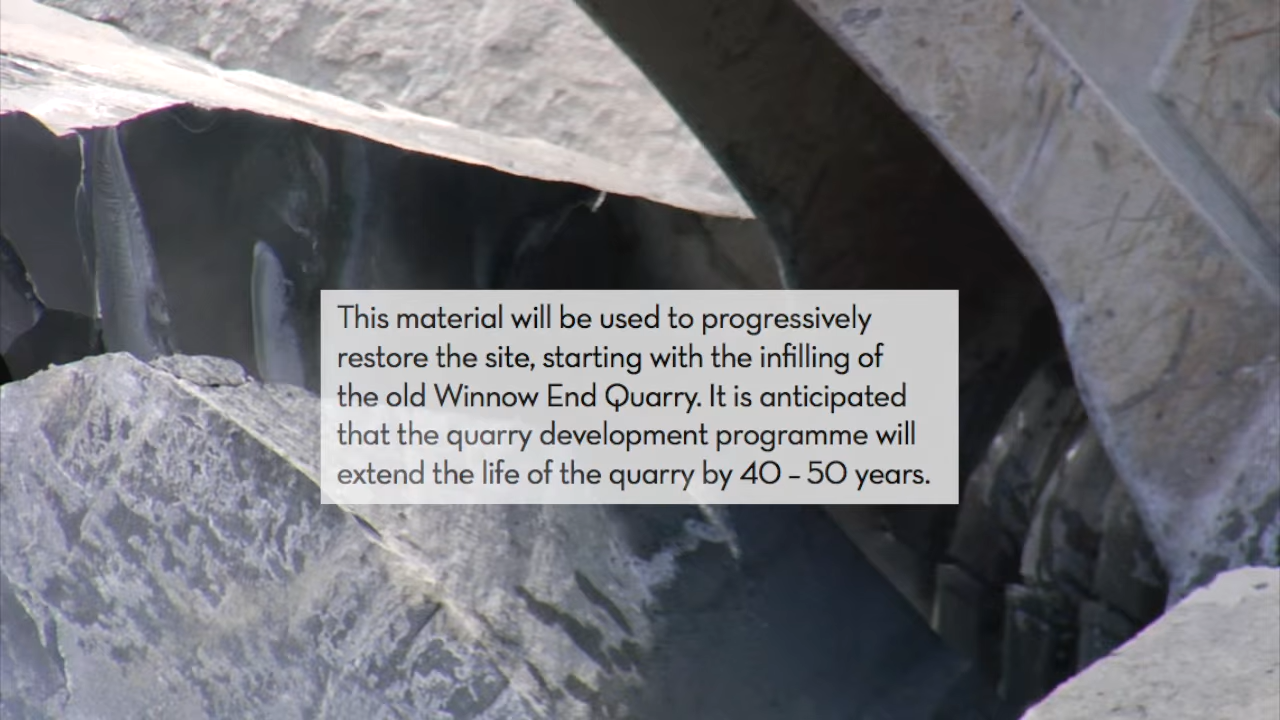 This material will be used to progressively
restore the site, starting with the infilling of
the old Winnow End Quarry. It is anticipated
that the quarry development programme will
extend the life of the quarry by 40 – 50 years.